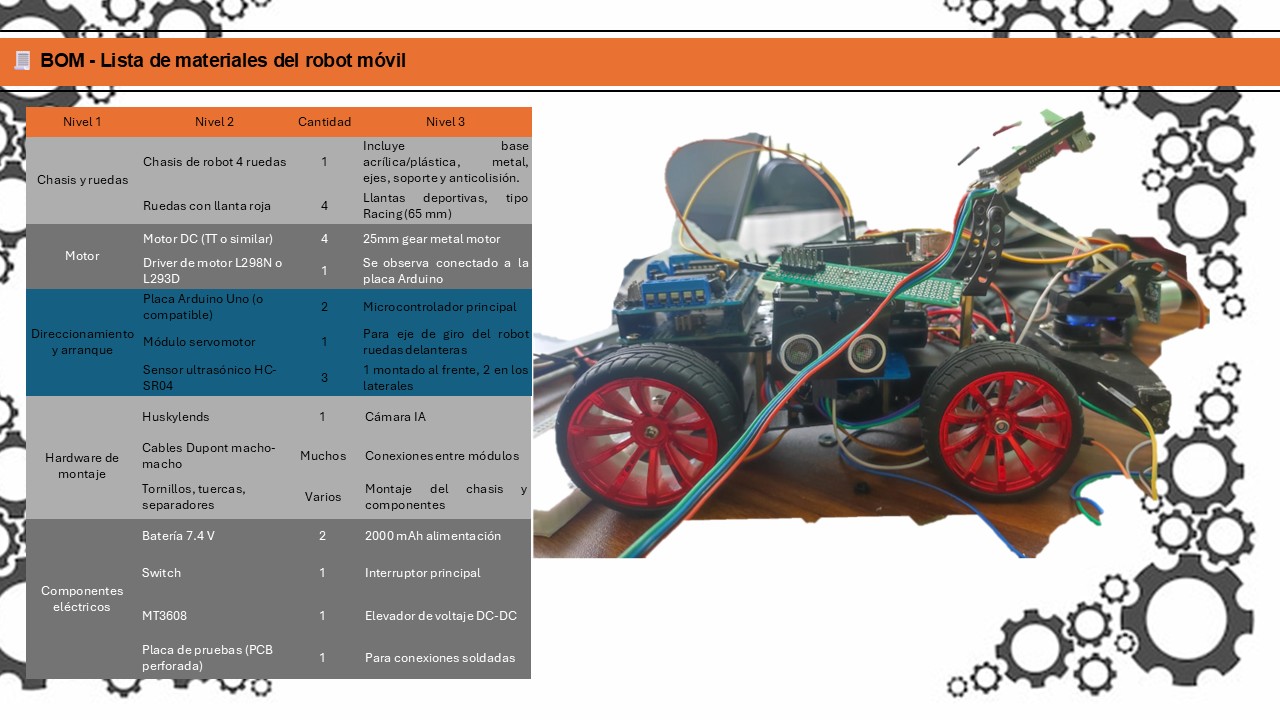 BOM - Lista de materiales del robot móvil
Nivel 1 Nivel 2 Cantidad Nivel 3
Chasis y ruedas
Chasis de robot 4 ruedas 1
Incluye base
acrílica/plástica, metal,
ejes, soporte y anticolisión.
Ruedas con llanta roja 4
Llantas deportivas, tipo
Racing (65 mm)
Motor
Motor DC (TT o similar) 4 25mm gear metal motor
Driver de motor L298N o
L293D
1
Se observa conectado a la
placa Arduino
Direccionamiento
y arranque
Placa Arduino Uno (o
compatible)
2 Microcontrolador principal
Módulo servomotor 1
Para eje de giro del robot
ruedas delanteras
Sensor ultrasónico HC-
SR04
3
1 montado al frente, 2 en los
laterales
Hardware de
montaje
Huskylends 1 Cámara IA
Cables Dupont macho-
macho
Muchos Conexiones entre módulos
Tornillos, tuercas,
separadores
Varios
Montaje del chasis y
componentes
Componentes
eléctricos
Batería 7.4 V 2 2000 mAh alimentación
Switch 1 Interruptor principal
MT3608 1 Elevador de voltaje DC-DC
Placa de pruebas (PCB
perforada)
1 Para conexiones soldadas